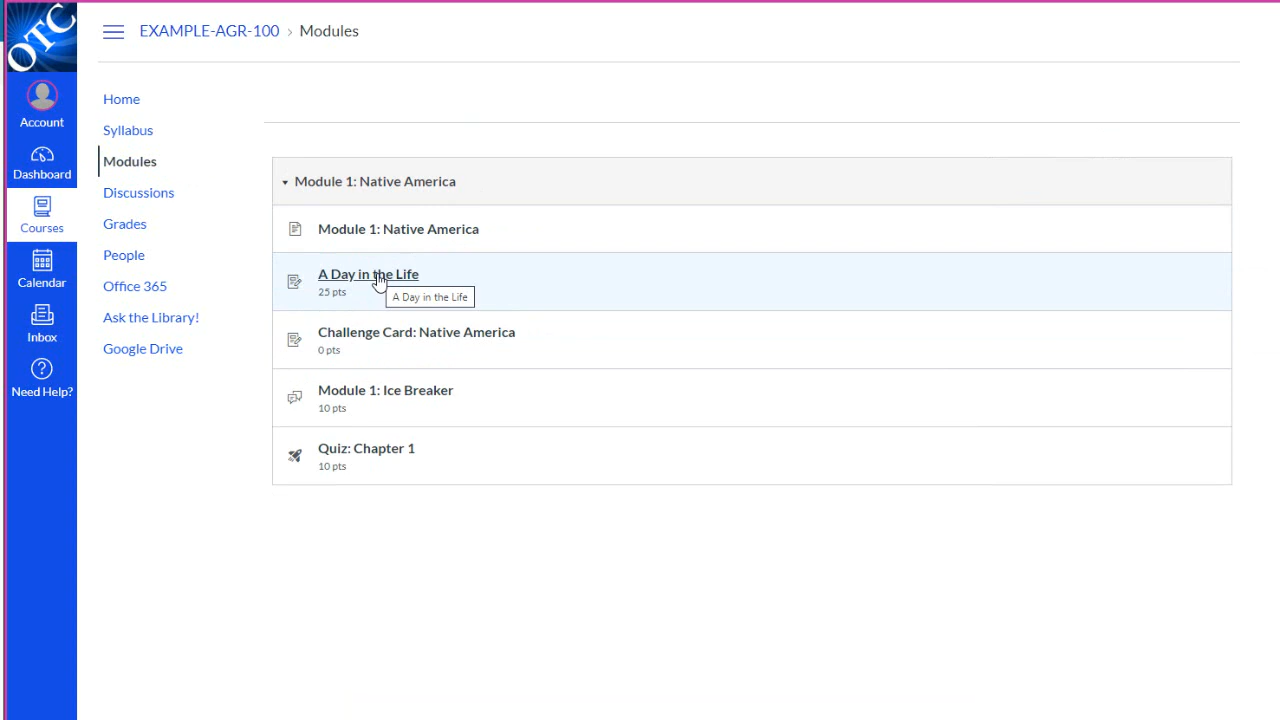 OTC
EXAMPLE-AGR-100 › Modules
Account
Dashboard
Courses
Calendar
Inbox
Need Help?
Home
Syllabus
Modules
Discussions
Grades
People
Office 365
Ask the Library!
Google Drive
Module 1: Native America
Module 1: Native America
A Day in the Life
25 pts
A Day in the Life
Challenge Card: Native America
0 pts
Module 1: Ice Breaker
10 pts
Quiz: Chapter 1
10 pts